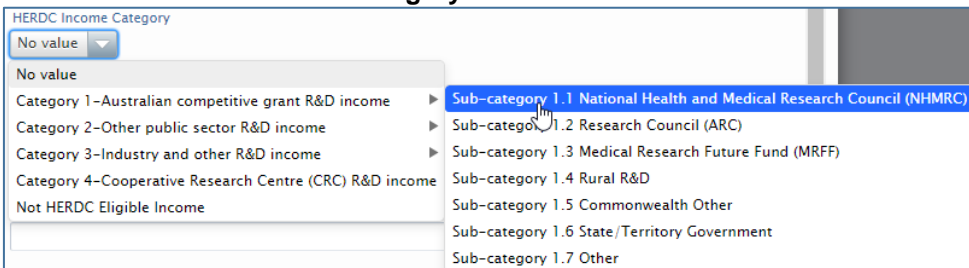 HERDC Income Category
No value
No value
Category 1-Australian competitive grant R&D income
Category 2-Other public sector R&D income
Category 3-Industry and other R&D income
Category 4-Cooperative Research Centre (CRC) R&D income
Not HERDC Eligible Income
Sub-category 1.1 National Health and Medical Research Council (NHMRC)
Sub-category 1.2 Research Council (ARC)
Sub-category 1.3 Medical Research Future Fund (MRFF)
Sub-category 1.4 Rural R&D
Sub-category 1.5 Commonwealth Other
Sub-category 1.6 State/Territory Government
Sub-category 1.7 Other